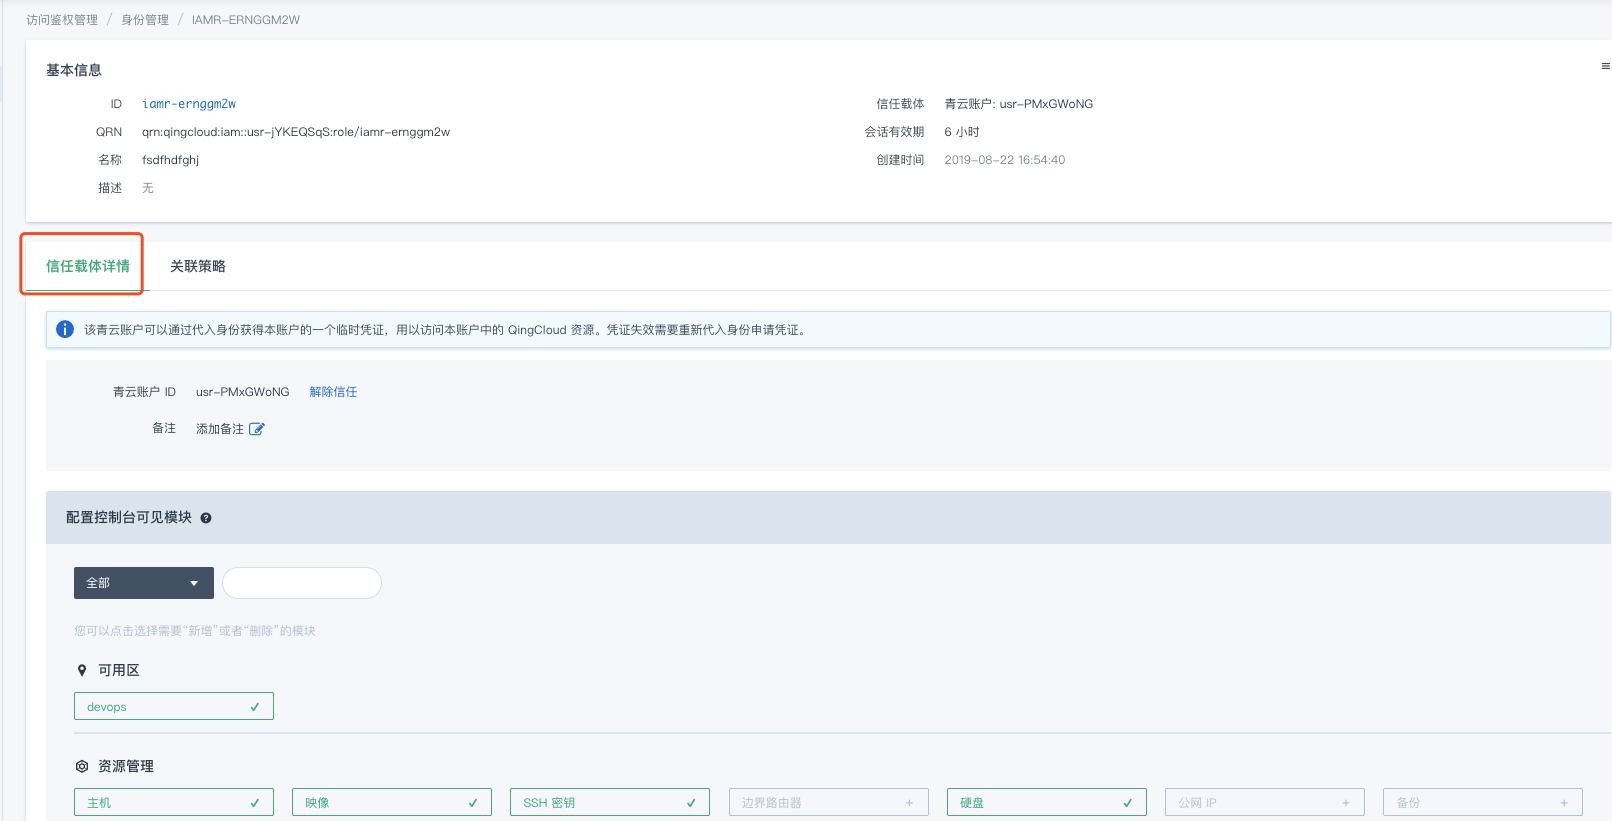 访问鉴权管理 / 身份管理 / IAMR-ERNGGM2W
基本信息
ID iamr-ernggm2w
QRN qrn:qingcloud:iam::usr-jYKEQSqS:role/iamr-ernggm2w
名称 fsdfhdfghj
描述 无
信任载体 青云账户: usr-PMxGWoNG
会话有效期 6 小时
创建时间 2019-08-22 16:54:40
信任载体详情 关联策略
该青云账户可以通过代入身份获得本账户的一个临时凭证，用以访问本账户中的 QingCloud 资源。凭证失效需要重新代入身份申请凭证。
青云账户 ID usr-PMxGWoNG 解除信任
备注 添加备注
配置控制台可见模块
全部
您可以点击选择需要“新增”或者“删除”的模块
可用区
devops
资源管理
主机 映像 SSH 密钥 边界路由器 硬盘 公网 IP 备份